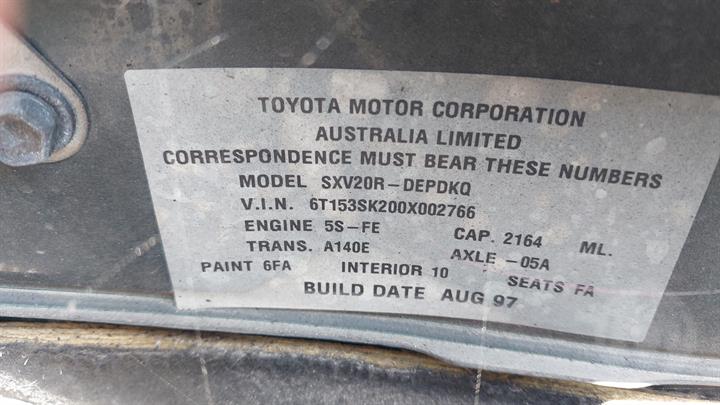 TOYOTA MOTOR CORPORATION
AUSTRALIA LIMITED
CORRESPONDENCE MUST BEAR THESE NUMBERS
MODEL SXV20R-DEPDKQ
V.I.N. 6T153SK200X002766
ENGINE 5S-FE CAP. 2164 ML.
TRANS. A140E AXLE -05A
PAINT 6FA INTERIOR 10 SEATS FA
BUILD DATE AUG 97